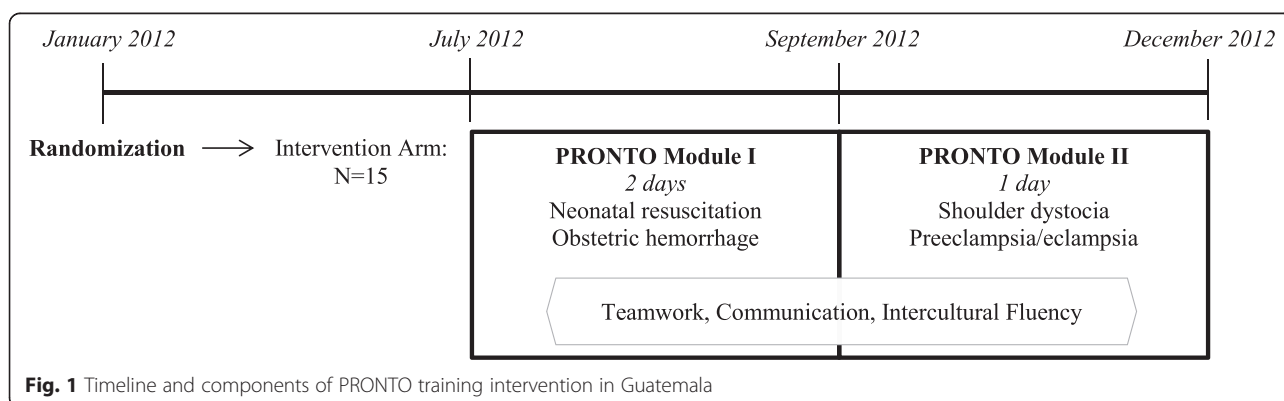 January 2012 July 2012 September 2012 December 2012
Randomization → Intervention Arm:
N=15
PRONTO Module I
2 days
Neonatal resuscitation
Obstetric hemorrhage
PRONTO Module II
1 day
Shoulder dystocia
Preeclampsia/eclampsia
Teamwork, Communication, Intercultural Fluency
Fig. 1 Timeline and components of PRONTO training intervention in Guatemala